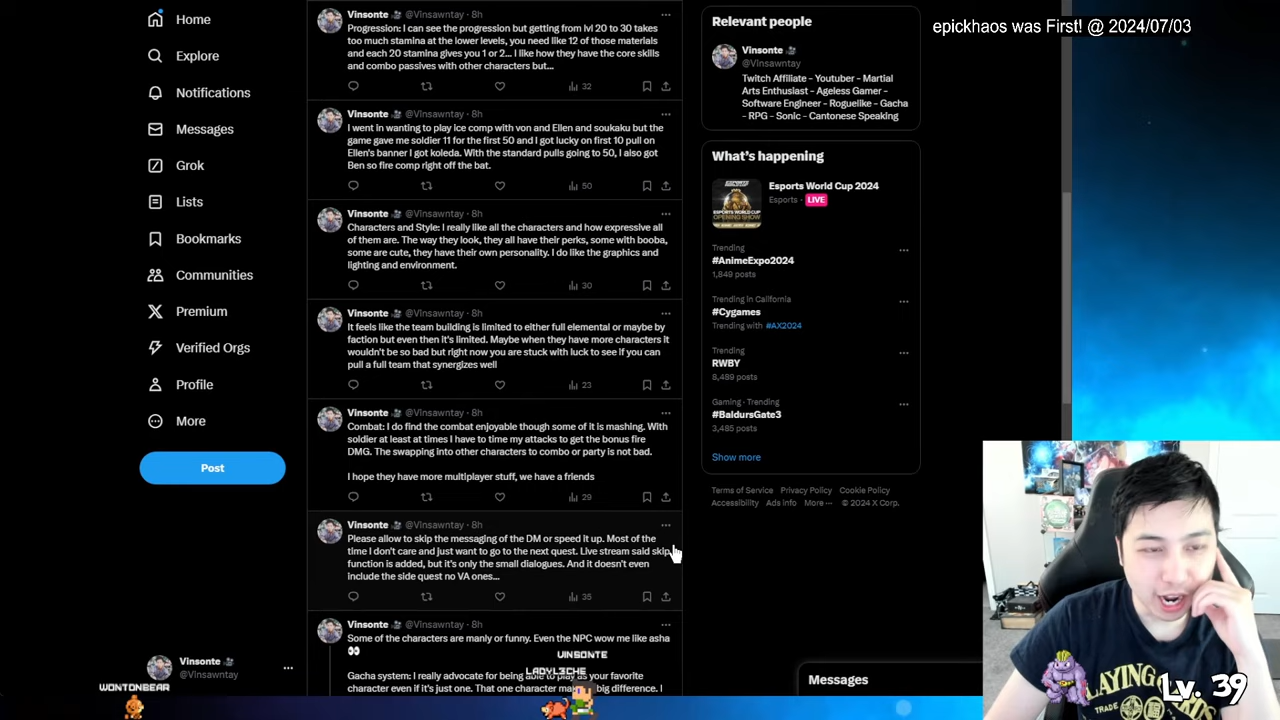 epickhaos was First! @ 2024/07/03
Home
Explore
Notifications
Messages
Grok
Lists
Bookmarks
Communities
Premium
Verified Orgs
Profile
More
Post
Vinsonte
@Vinsawntay
WONTONBEAR
Vinsonte @Vinsawntay · 8h
Progression: I can see the progression but getting from lvl 20 to 30 takes
too much stamina at the lower levels, you need like 12 of those materials
and each 20 stamina gives you 1 or 2... I like how they have the core skills
and combo passives with other characters but...
32
Vinsonte @Vinsawntay · 8h
I went in wanting to play Ice comp with von and Ellen and soukaku but the
game gave me soldier 11 for the first 50 and I got lucky on first 10 pull on
Ellen's banner I got koleda. With the standard pulls going to 50, I also got
Ben so fire comp right off the bat.
50
Vinsonte @Vinsawntay · 8h
Characters and Style: I really like all the characters and how expressive all
of them are. The way they look, they all have their perks, some with booba,
some are cute, they have their own personality. I do like the graphics and
lighting and environment.
30
Vinsonte @Vinsawntay · 8h
It feels like the team building is limited to either full elemental or maybe by
faction but even then it's limited. Maybe when they have more characters it
wouldn't be so bad but right now you are stuck with luck to see if you can
pull a full team that synergizes well
23
Vinsonte @Vinsawntay · 8h
Combat: I do find the combat enjoyable though some of it is mashing. With
soldier at least at times I have to time my attacks to get the bonus fire
DMG. The swapping into other characters to combo or party is not bad.
I hope they have more multiplayer stuff, we have a friends
29
Vinsonte @Vinsawntay · 8h
Please allow to skip the messaging of the DM or speed it up. Most of the
time I don't care and just want to go to the next quest. Live stream said skip
function is added, but it's only the small dialogues. And it doesn't even
include the side quest no VA ones...
35
Vinsonte @Vinsawntay · 8h
Some of the characters are manly or funny. Even the NPC wow me like asha
VINSONTE
LADYL3CHE
Gacha system: I really advocate for being able to play as your favorite
character even if it's just one. That one character makes big difference. I
Relevant people
Vinsonte
@Vinsawntay
Twitch Affiliate - Youtuber - Martial
Arts Enthusiast - Ageless Gamer -
Software Engineer - Roguelike - Gacha
- RPG - Sonic - Cantonese Speaking
What's happening
Esports World Cup 2024
Esports · LIVE
Trending
#AnimeExpo2024
1,849 posts
Trending in California
#Cygames
Trending with #AX2024
Trending
RWBY
8,489 posts
Gaming · Trending
#BaldursGate3
3,485 posts
Show more
Terms of Service Privacy Policy Cookie Policy
Accessibility Ads info More ··· © 2024 X Corp.
Messages
LAYING
TRADE
Lv. 39